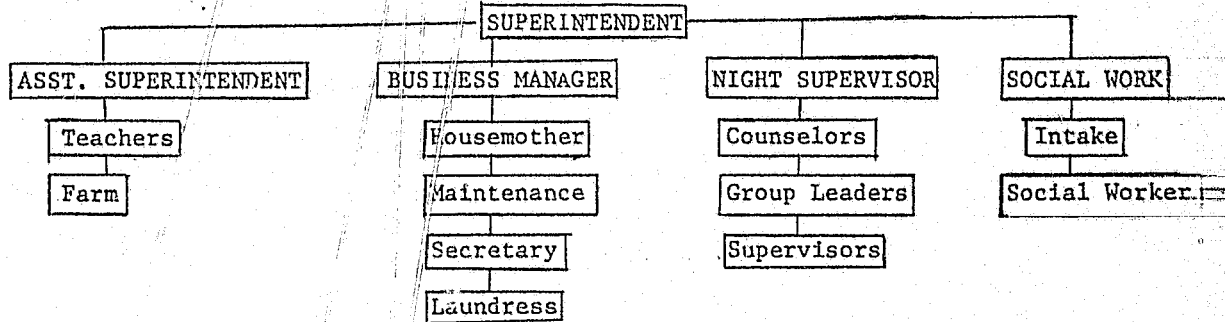 SUPERINTENDENT
ASST. SUPERINTENDENT
BUSINESS MANAGER
NIGHT SUPERVISOR
SOCIAL WORK
Teachers
Housemother
Counselors
Intake
Farm
Maintenance
Group Leaders
Social Worker
Secretary
Supervisors
Laundress